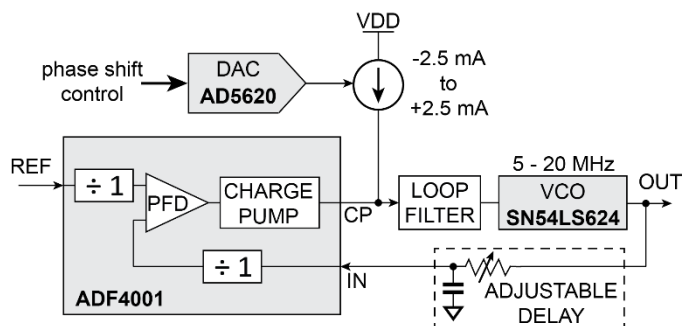 VDD
phase shift
control
DAC
AD5620
-2.5 mA
to
+2.5 mA
REF
÷ 1
PFD
CHARGE
PUMP
CP
LOOP
FILTER
5 - 20 MHz
VCO
SN54LS624
OUT
÷ 1
IN
ADF4001
ADJUSTABLE
DELAY